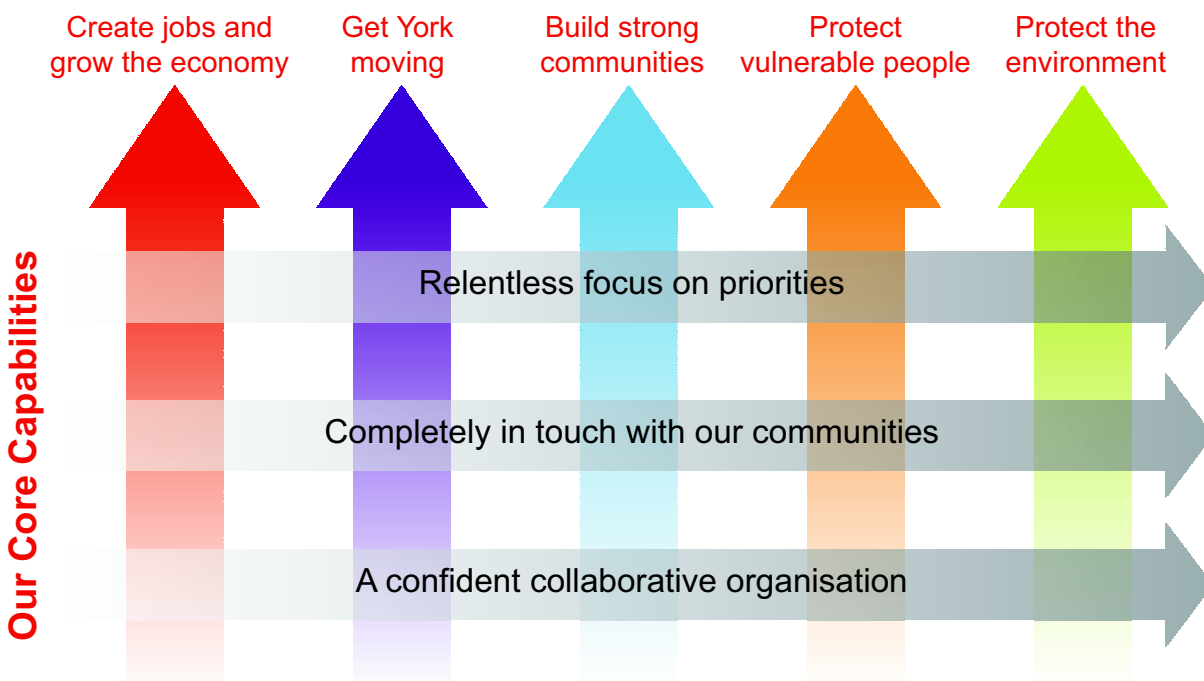 Create jobs and
grow the economy
Get York
moving
Build strong
communities
Protect
vulnerable people
Protect the
environment
Our Core Capabilities
Relentless focus on priorities
Completely in touch with our communities
A confident collaborative organisation